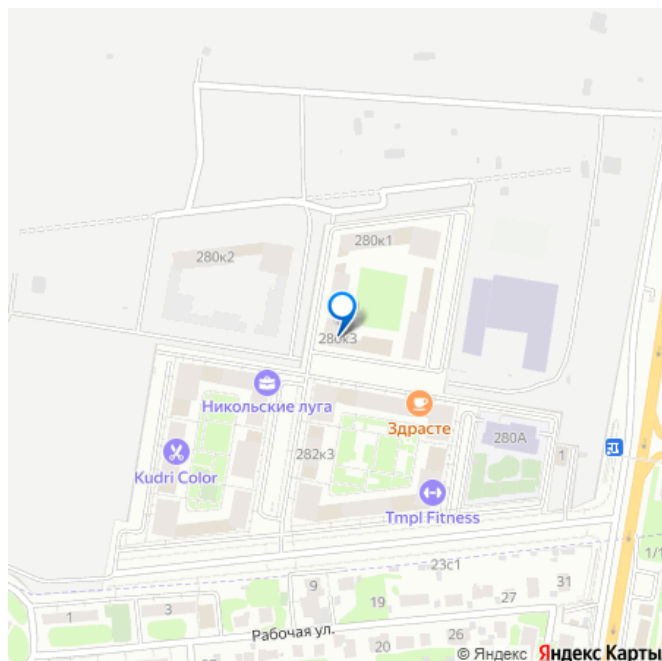 280к1
280к2
280к3
Никольские луга
Здрасте
282к3
280А
1
Kudri Color
Tmpl Fitness
1/1
23с1
9
31
1
3
19
27
Рабочая ул.
26
20
© Яндекс Яндекс Карты